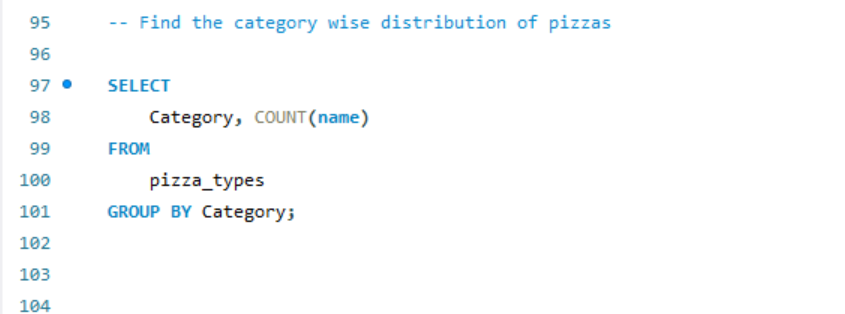 95 -- Find the category wise distribution of pizzas
96
97 SELECT
98 Category, COUNT(name)
99 FROM
100 pizza_types
101 GROUP BY Category;
102
103
104